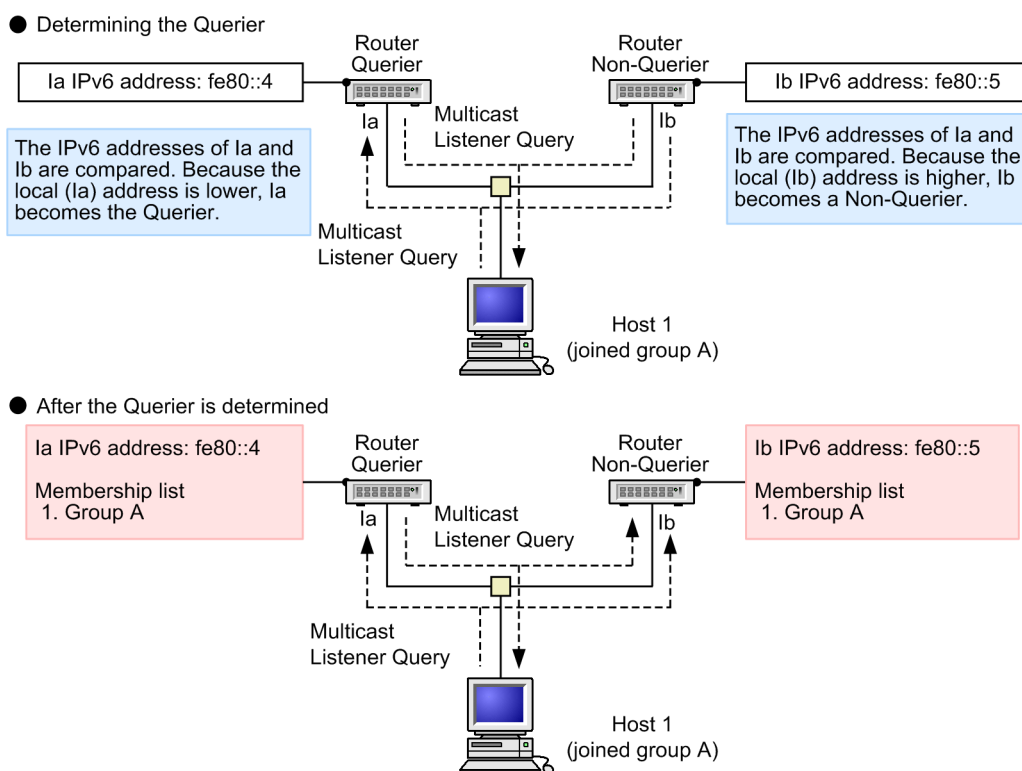 ● Determining the Querier
Router
Querier
Router
Non-Querier
Ia IPv6 address: fe80::4
Ib IPv6 address: fe80::5
Ia
Multicast
Listener Query
Ib
The IPv6 addresses of Ia and
Ib are compared. Because the
local (Ia) address is lower, Ia
becomes the Querier.
The IPv6 addresses of Ia and
Ib are compared. Because the
local (Ib) address is higher, Ib
becomes a Non-Querier.
Multicast
Listener Query
Host 1
(joined group A)
● After the Querier is determined
Router
Querier
Router
Non-Querier
Ia IPv6 address: fe80::4
Membership list
1. Group A
Ib IPv6 address: fe80::5
Membership list
1. Group A
Ia
Multicast
Listener Query
Ib
Multicast
Listener Query
Host 1
(joined group A)